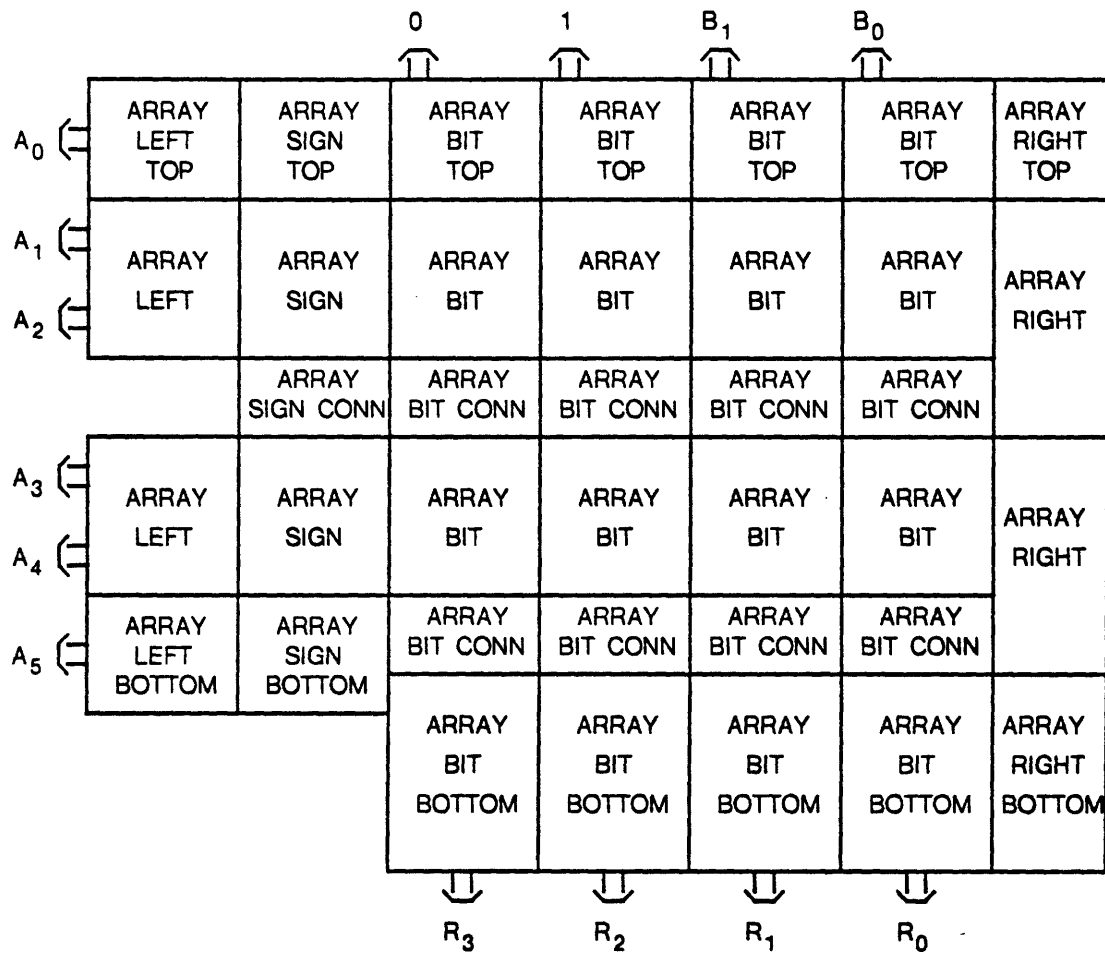 0 1 B1 B0
A0
ARRAY LEFT TOP
ARRAY SIGN TOP
ARRAY BIT TOP
ARRAY BIT TOP
ARRAY BIT TOP
ARRAY BIT TOP
ARRAY RIGHT TOP
A1
A2
ARRAY LEFT
ARRAY SIGN
ARRAY BIT
ARRAY BIT
ARRAY BIT
ARRAY BIT
ARRAY RIGHT
ARRAY SIGN CONN
ARRAY BIT CONN
ARRAY BIT CONN
ARRAY BIT CONN
ARRAY BIT CONN
A3
A4
ARRAY LEFT
ARRAY SIGN
ARRAY BIT
ARRAY BIT
ARRAY BIT
ARRAY BIT
ARRAY RIGHT
A5
ARRAY LEFT BOTTOM
ARRAY SIGN BOTTOM
ARRAY BIT CONN
ARRAY BIT CONN
ARRAY BIT CONN
ARRAY BIT CONN
ARRAY BIT BOTTOM
ARRAY BIT BOTTOM
ARRAY BIT BOTTOM
ARRAY BIT BOTTOM
ARRAY RIGHT BOTTOM
R3 R2 R1 R0